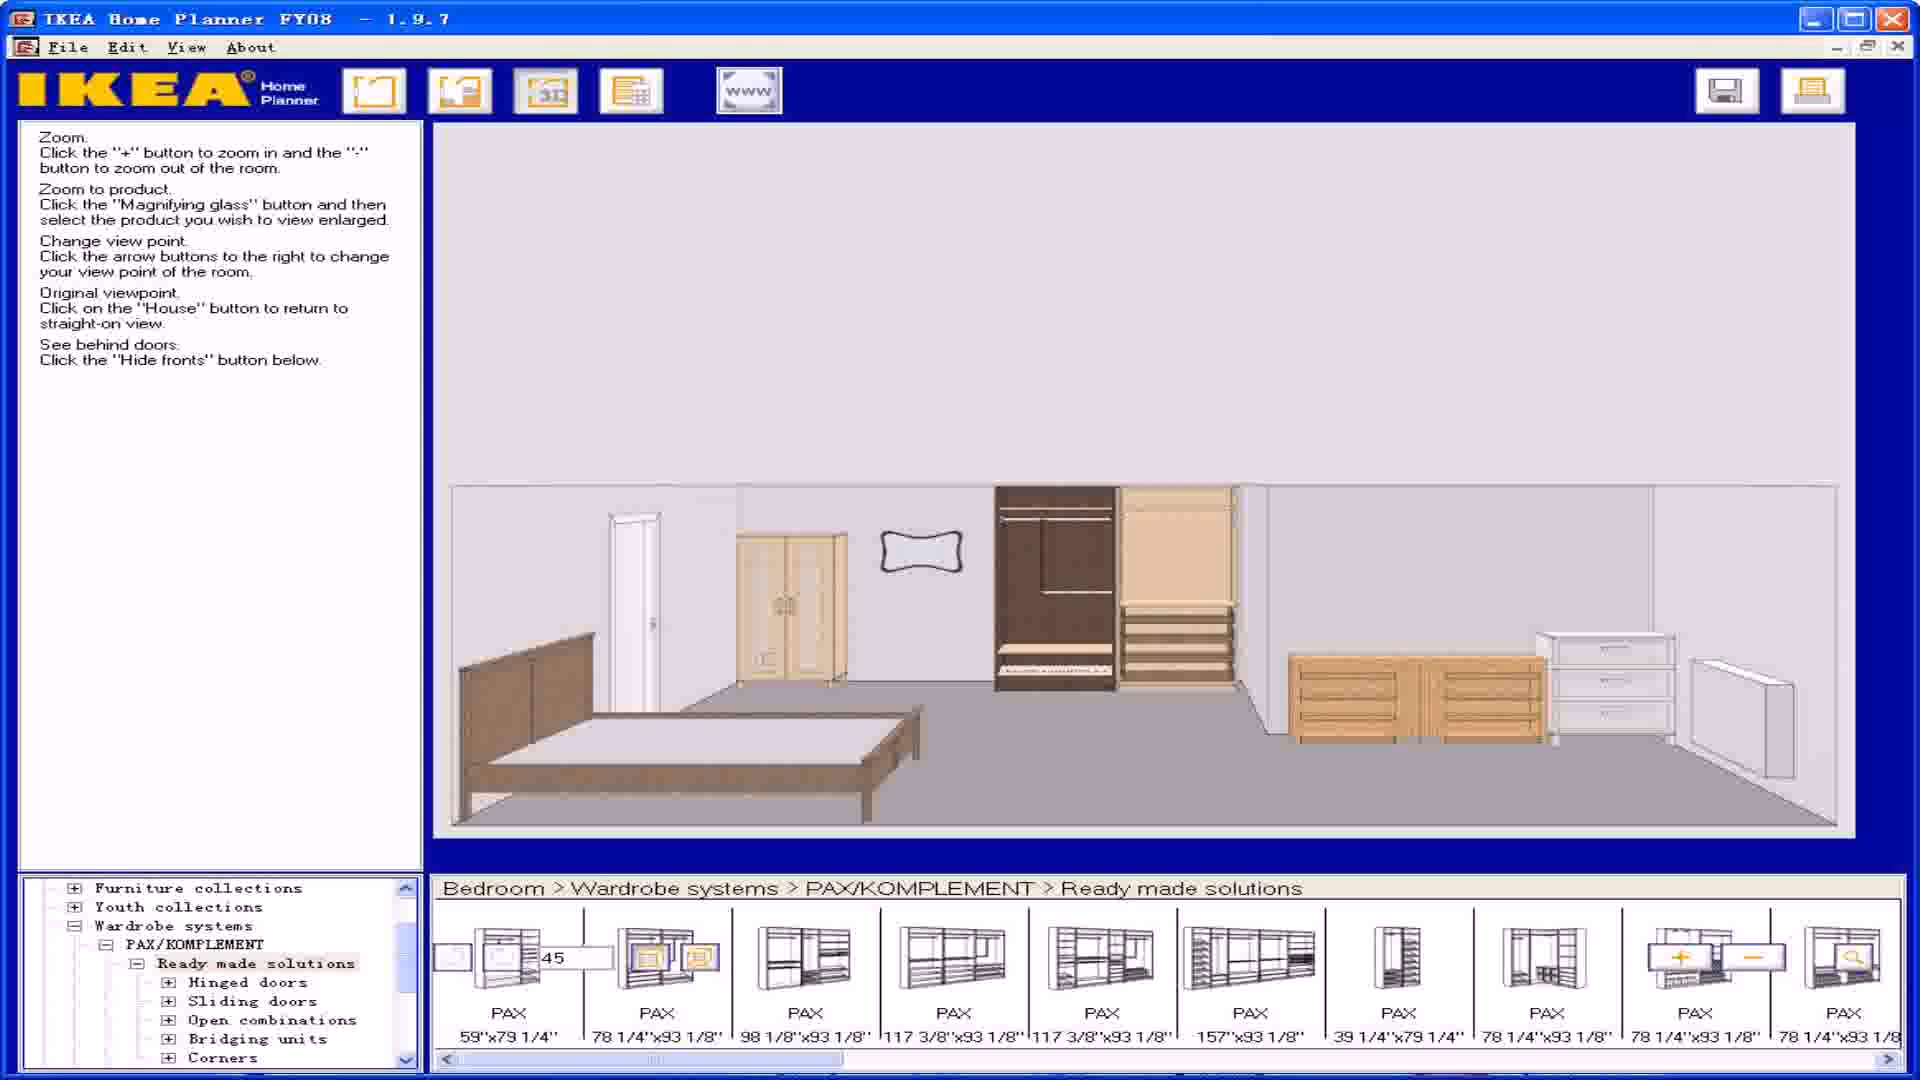 IKEA Home Planner FY08 - 1.9.7
File Edit View About
IKEA® Home Planner
3D
www
Zoom.
Click the "+" button to zoom in and the "-"
button to zoom out of the room.
Zoom to product.
Click the "Magnifying glass" button and then
select the product you wish to view enlarged.
Change view point.
Click the arrow buttons to the right to change
your view point of the room.
Original viewpoint.
Click on the "House" button to return to
straight-on view.
See behind doors.
Click the "Hide fronts" button below.
Furniture collections
Youth collections
Wardrobe systems
PAX/KOMPLEMENT
Ready made solutions
Hinged doors
Sliding doors
Open combinations
Bridging units
Corners
Bedroom > Wardrobe systems > PAX/KOMPLEMENT > Ready made solutions
45
PAX PAX PAX PAX PAX PAX PAX PAX PAX PAX
59"x79 1/4" 78 1/4"x93 1/8" 98 1/8"x93 1/8" 117 3/8"x93 1/8" 117 3/8"x93 1/8" 157"x93 1/8" 39 1/4"x79 1/4" 78 1/4"x93 1/8" 78 1/4"x93 1/8" 78 1/4"x93 1/8